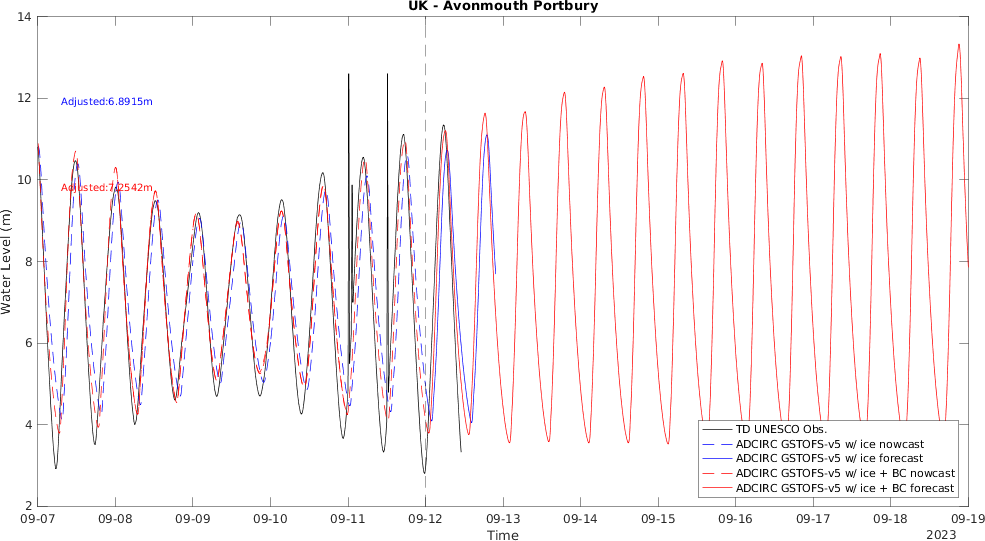 UK - Avonmouth Portbury
14
12
10
8
6
4
2
Water Level (m)
Adjusted:6.8915m
Adjusted:7.2542m
TD UNESCO Obs.
ADCIRC GSTOFS-v5 w/ ice nowcast
ADCIRC GSTOFS-v5 w/ ice forecast
ADCIRC GSTOFS-v5 w/ ice + BC nowcast
ADCIRC GSTOFS-v5 w/ ice + BC forecast
09-07 09-08 09-09 09-10 09-11 09-12 09-13 09-14 09-15 09-16 09-17 09-18 09-19
Time
2023